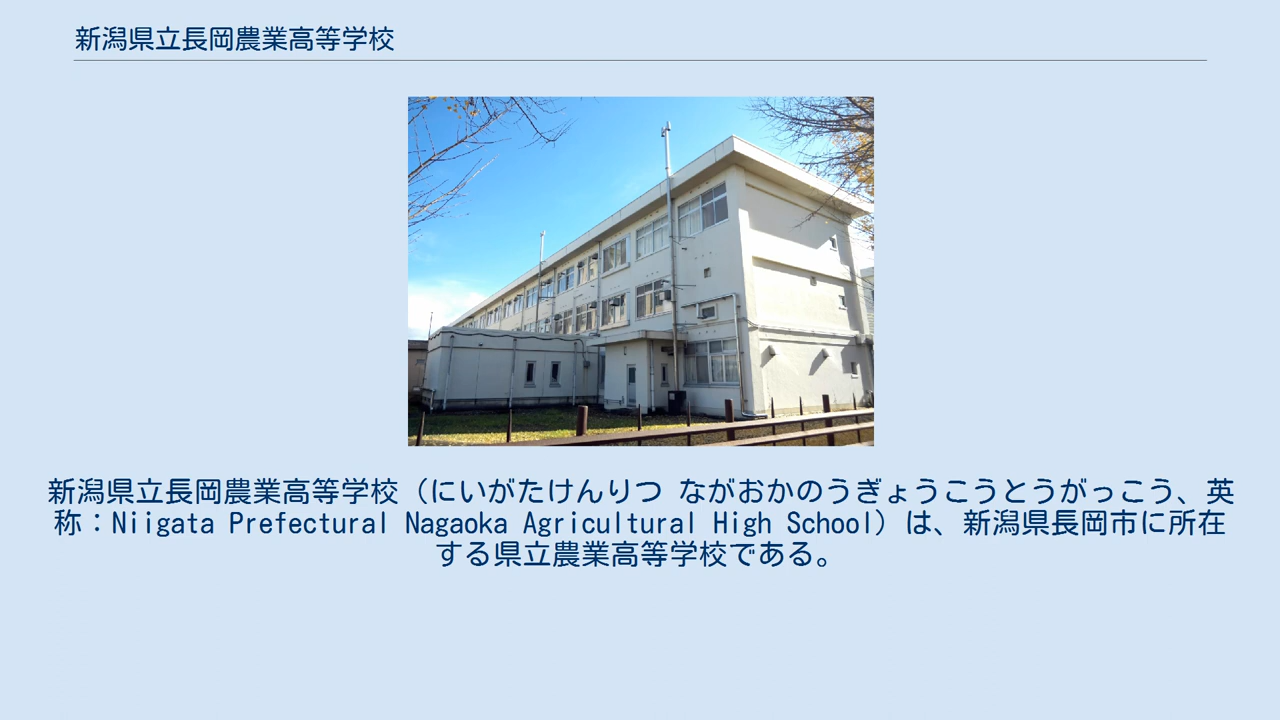 新潟県立長岡農業高等学校
新潟県立長岡農業高等学校（にいがたけんりつ ながおかのうぎょうこうとうがっこう、英
称：Niigata Prefectural Nagaoka Agricultural High School）は、新潟県長岡市に所在
する県立農業高等学校である。